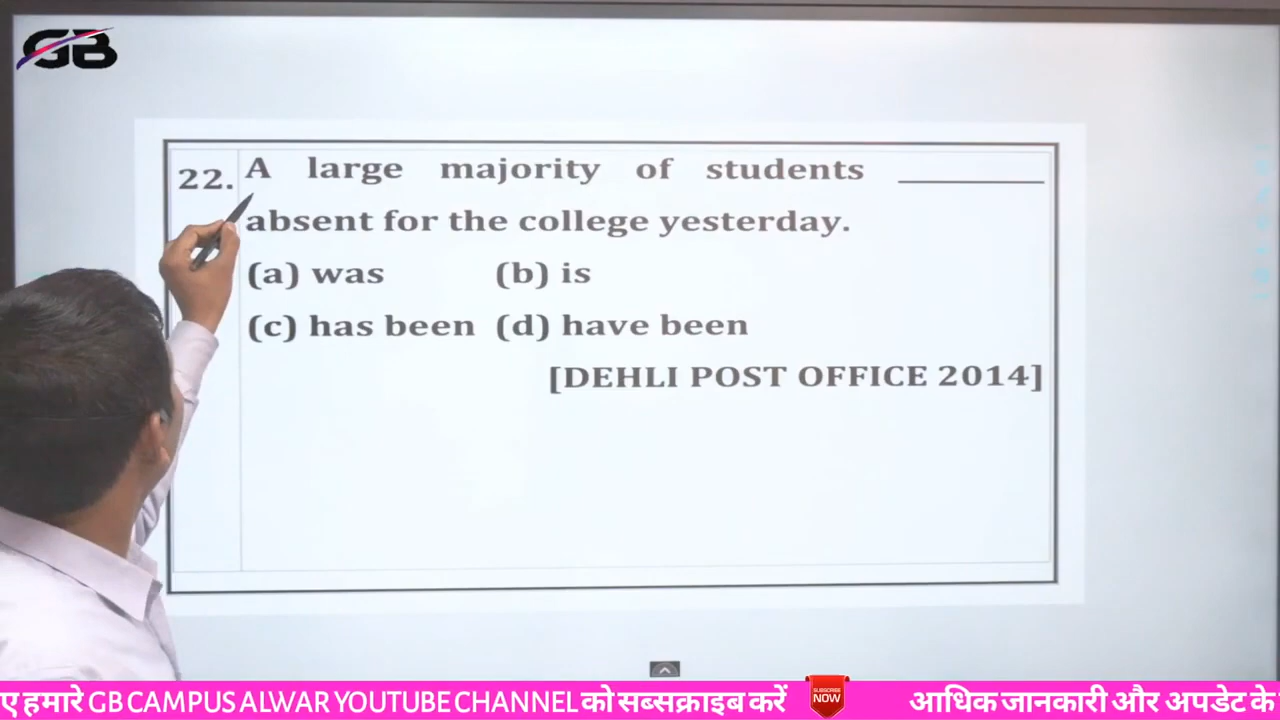 GB
22. A large majority of students ________
absent for the college yesterday.
(a) was (b) is
(c) has been (d) have been
[DEHLI POST OFFICE 2014]
ए हमारे GB CAMPUS ALWAR YOUTUBE CHANNEL को सब्सक्राइब करें SUBSCRIBE NOW आधिक जानकारी और अपडेट के